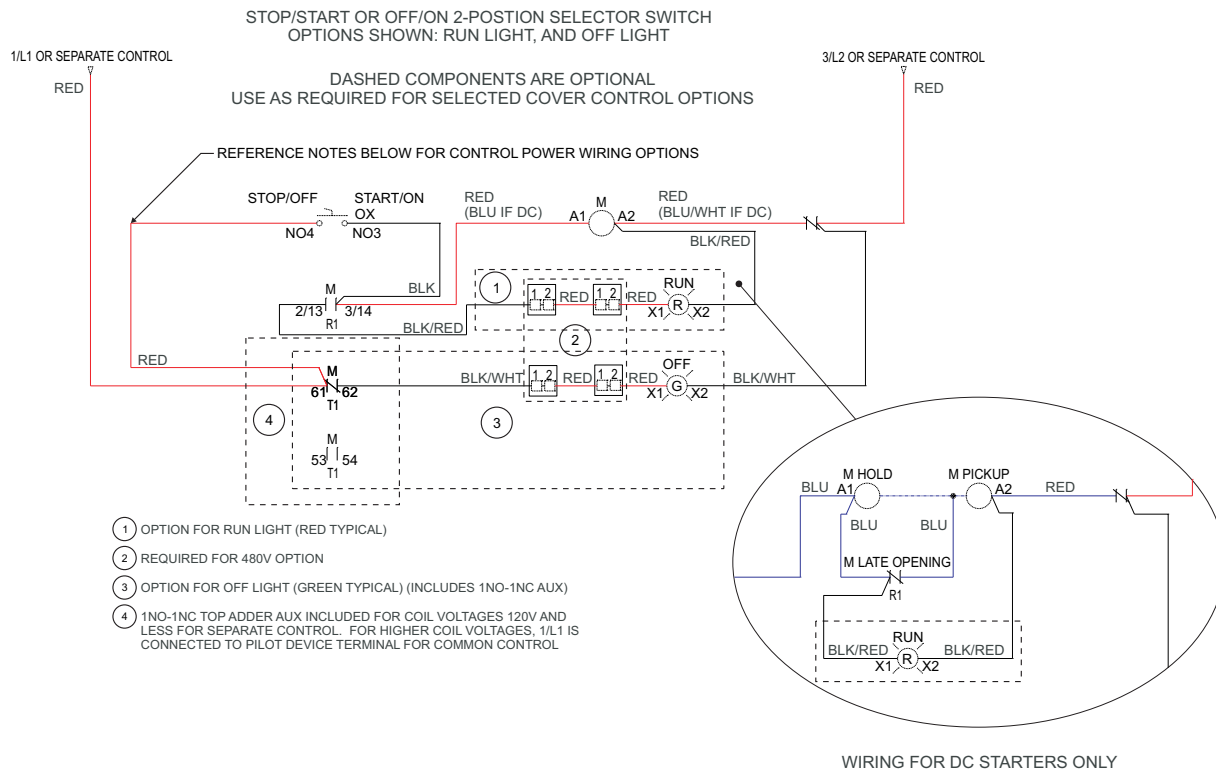 STOP/START OR OFF/ON 2-POSTION SELECTOR SWITCH
OPTIONS SHOWN: RUN LIGHT, AND OFF LIGHT
1/L1 OR SEPARATE CONTROL
3/L2 OR SEPARATE CONTROL
RED
RED
DASHED COMPONENTS ARE OPTIONAL
USE AS REQUIRED FOR SELECTED COVER CONTROL OPTIONS
REFERENCE NOTES BELOW FOR CONTROL POWER WIRING OPTIONS
STOP/OFF
START/ON
OX
NO4
NO3
RED
(BLU IF DC)
M
A1
A2
RED
(BLU/WHT IF DC)
BLK/RED
M
BLK
2/13
3/14
R1
BLK/RED
1
1 2
RED
1 2
RED
RUN
R
X1
X2
2
RED
M
61
62
T1
BLK/WHT
1 2
RED
1 2
RED
OFF
G
X1
X2
BLK/WHT
4
3
M
53
54
T1
1 OPTION FOR RUN LIGHT (RED TYPICAL)
2 REQUIRED FOR 480V OPTION
3 OPTION FOR OFF LIGHT (GREEN TYPICAL) (INCLUDES 1NO-1NC AUX)
4 1NO-1NC TOP ADDER AUX INCLUDED FOR COIL VOLTAGES 120V AND
LESS FOR SEPARATE CONTROL. FOR HIGHER COIL VOLTAGES, 1/L1 IS
CONNECTED TO PILOT DEVICE TERMINAL FOR COMMON CONTROL
M HOLD
M PICKUP
BLU
A1
A2
RED
BLU
BLU
M LATE OPENING
R1
RUN
BLK/RED
R
BLK/RED
X1
X2
WIRING FOR DC STARTERS ONLY